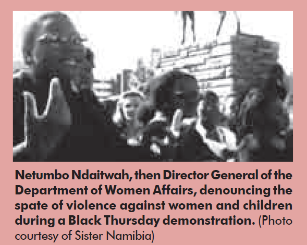 Netumbo Ndaitwah, then Director General of the
Department of Women Affairs, denouncing the
spate of violence against women and children
during a Black Thursday demonstration. (Photo
courtesy of Sister Namibia)